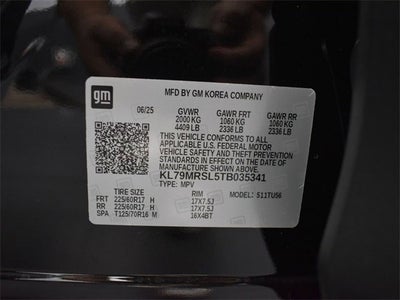 gm
MFD BY GM KOREA COMPANY
06/25 GVWR GAWR FRT GAWR RR
2000 KG 1060 KG 1060 KG
4409 LB 2336 LB 2336 LB
THIS VEHICLE CONFORMS TO ALL
APPLICABLE U.S. FEDERAL MOTOR
VEHICLE SAFETY AND THEFT PREVENTION
STANDARDS IN EFFECT ON THE DATE OF
MANUFACTURE SHOWN ABOVE.
KL79MRSL5TB035341
TYPE: MPV
TIRE SIZE RIM MODEL: S11TU56
FRT 225/60R17 H 17X7.5J
RR 225/60R17 H 17X7.5J
SPA T125/70R16 M 16X4BT